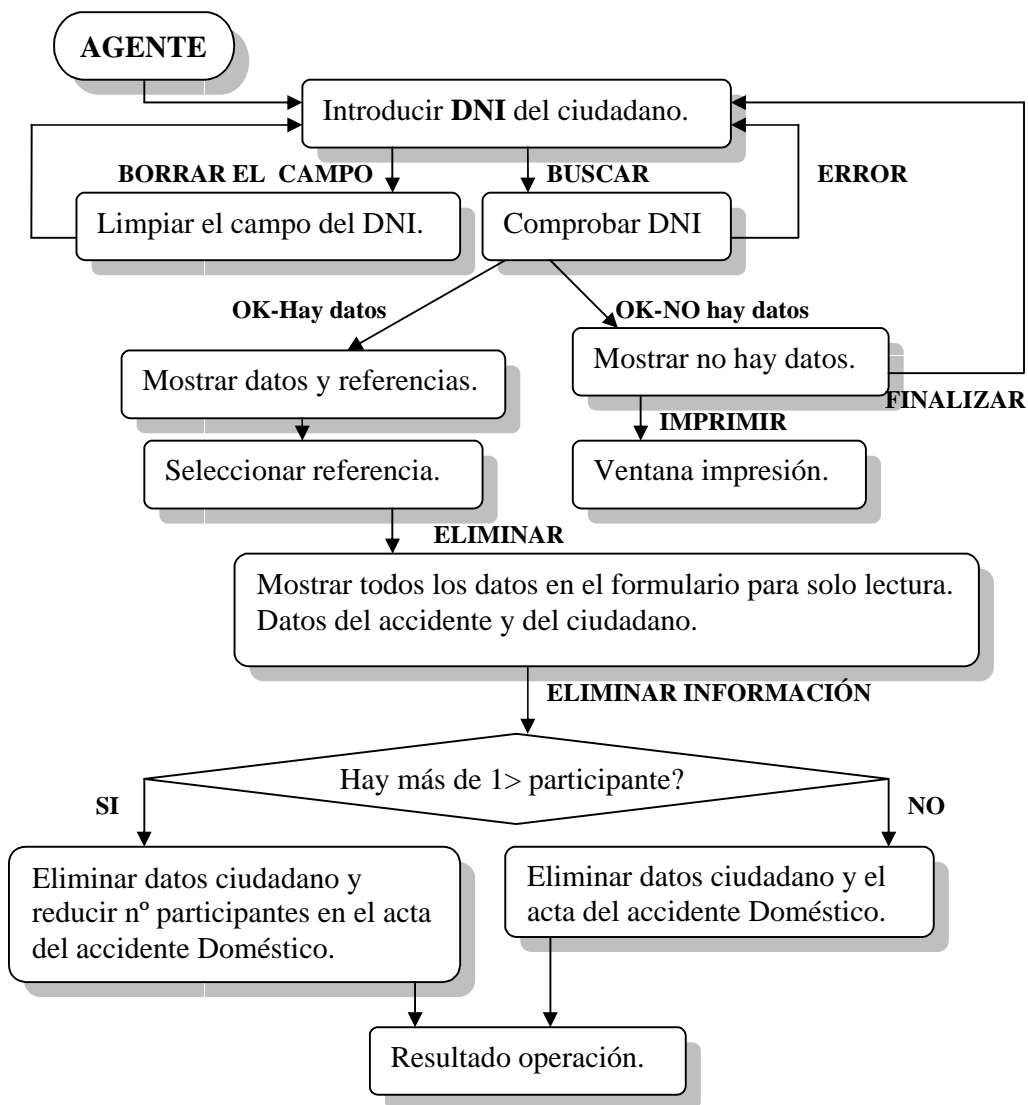 AGENTE
Introducir DNI del ciudadano.
BORRAR EL CAMPO
BUSCAR
ERROR
Limpiar el campo del DNI.
Comprobar DNI
OK-Hay datos
OK-NO hay datos
Mostrar datos y referencias.
Mostrar no hay datos.
FINALIZAR
IMPRIMIR
Seleccionar referencia.
Ventana impresión.
ELIMINAR
Mostrar todos los datos en el formulario para solo lectura.
Datos del accidente y del ciudadano.
ELIMINAR INFORMACIÓN
Hay más de 1> participante?
SI
NO
Eliminar datos ciudadano y
reducir nº participantes en el acta
del accidente Doméstico.
Eliminar datos ciudadano y el
acta del accidente Doméstico.
Resultado operación.